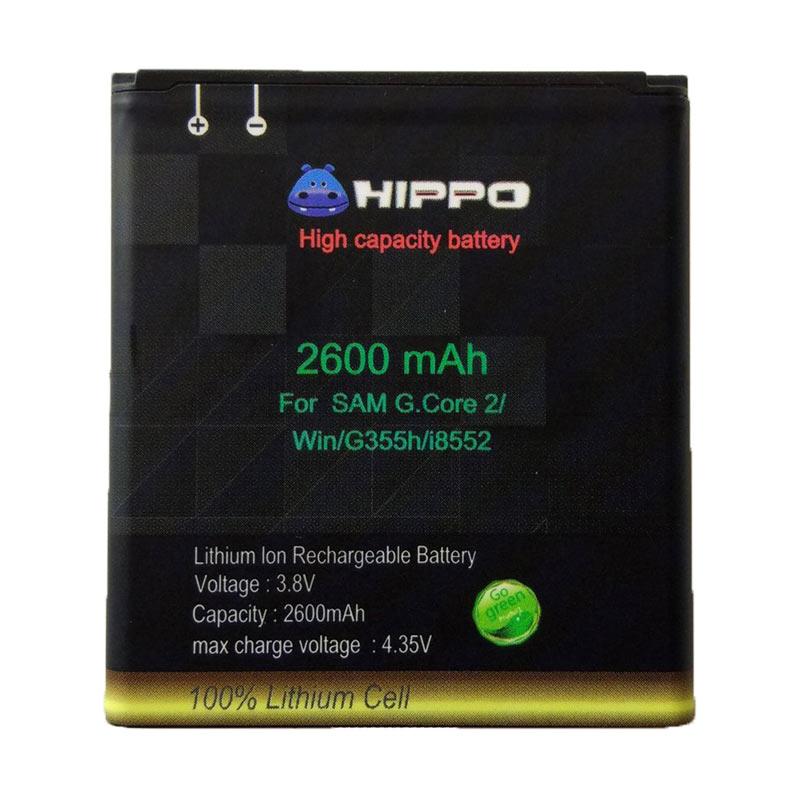 + -
HIPPO
High capacity battery
2600 mAh
For SAM G.Core 2/
Win/G355h/i8552
Lithium Ion Rechargeable Battery
Voltage : 3.8V
Capacity : 2600mAh
max charge voltage : 4.35V
Go
green
100% Lithium Cell